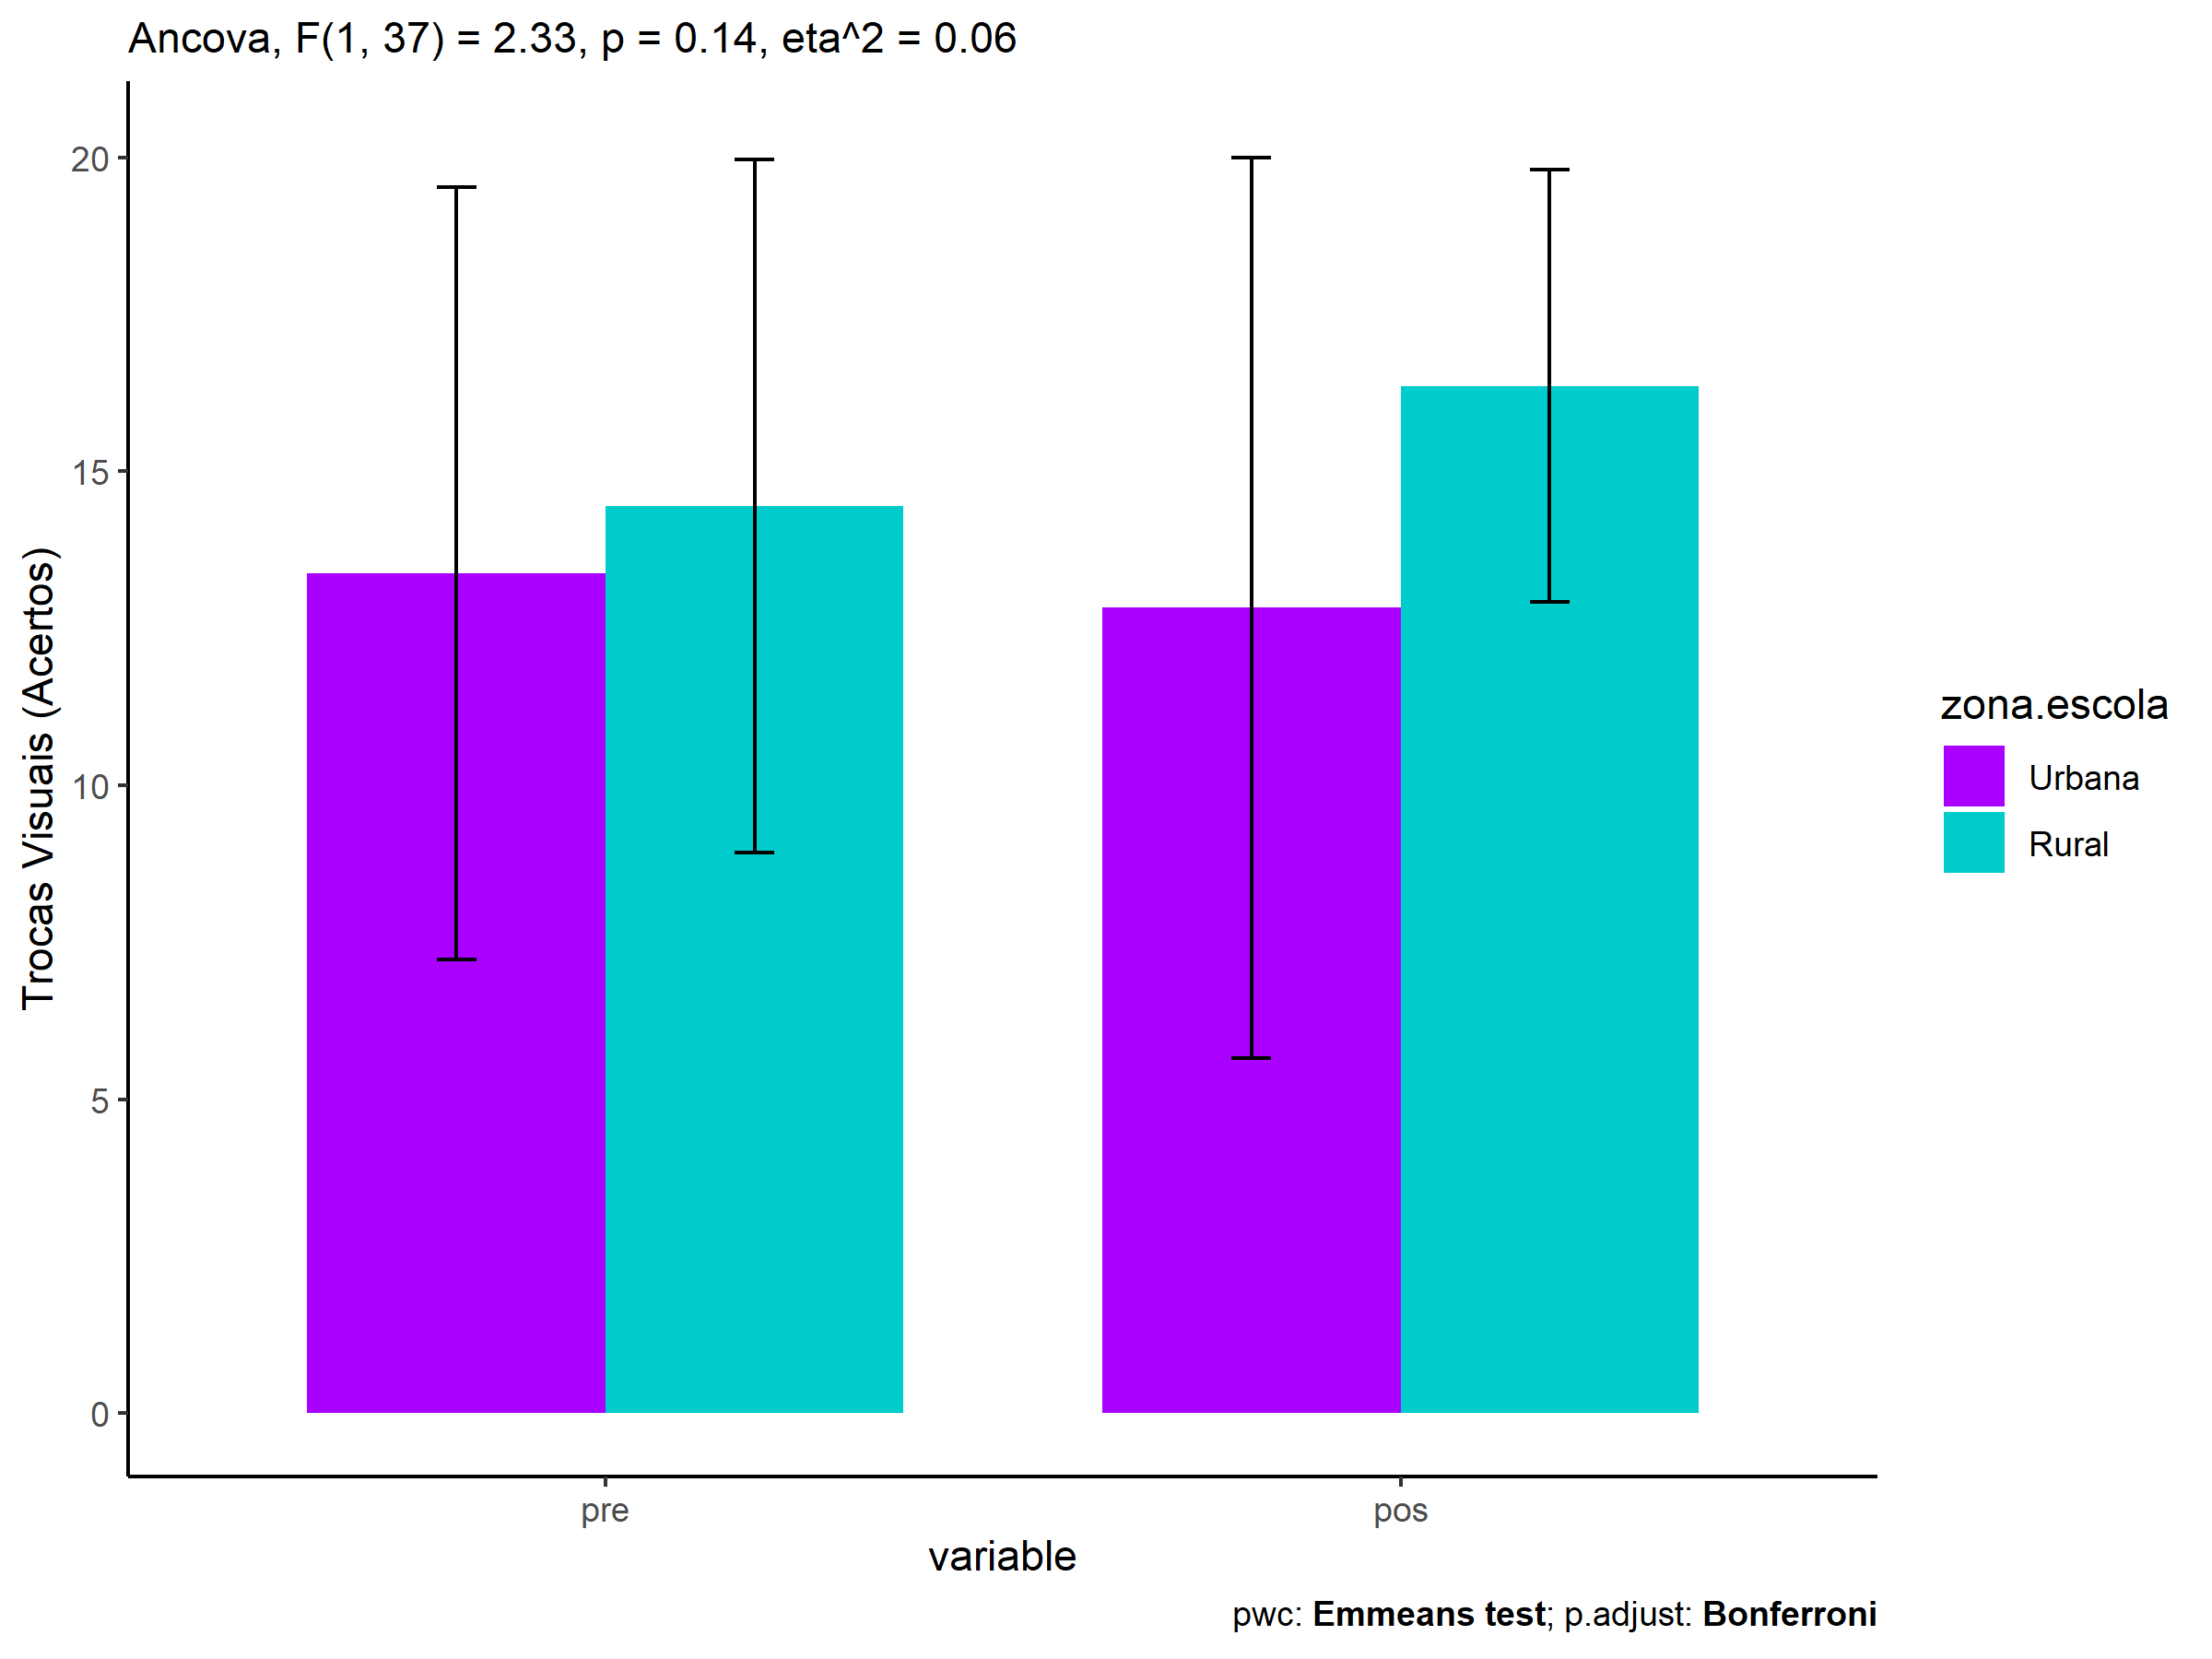 Ancova, F(1, 37) = 2.33, p = 0.14, eta^2 = 0.06
Trocas Visuais (Acertos)
20
15
10
5
0
pre
pos
variable
zona.escola
Urbana
Rural
pwc: Emmeans test; p.adjust: Bonferroni